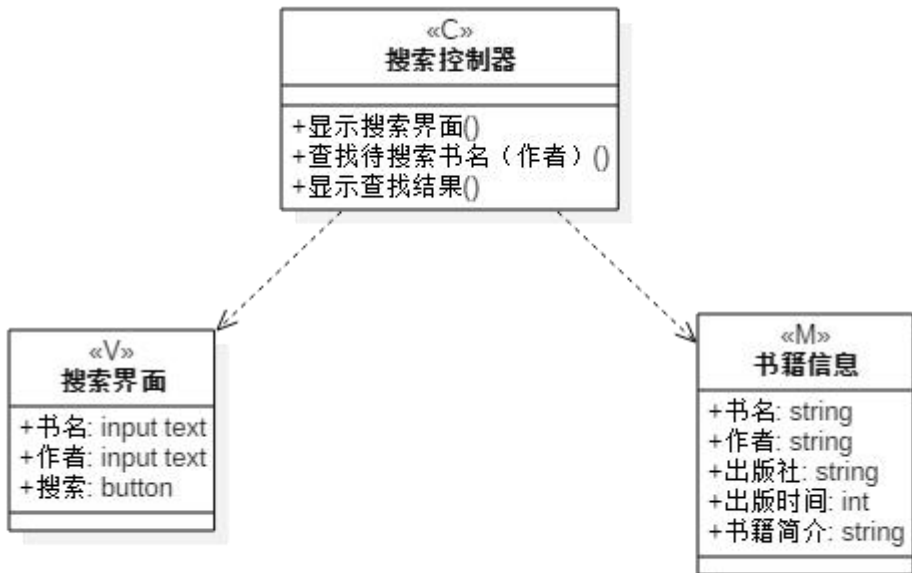 «C»
搜索控制器
+显示搜索界面()
+查找待搜索书名（作者）()
+显示查找结果()
«V»
搜索界面
+书名: input text
+作者: input text
+搜索: button
«M»
书籍信息
+书名: string
+作者: string
+出版社: string
+出版时间: int
+书籍简介: string